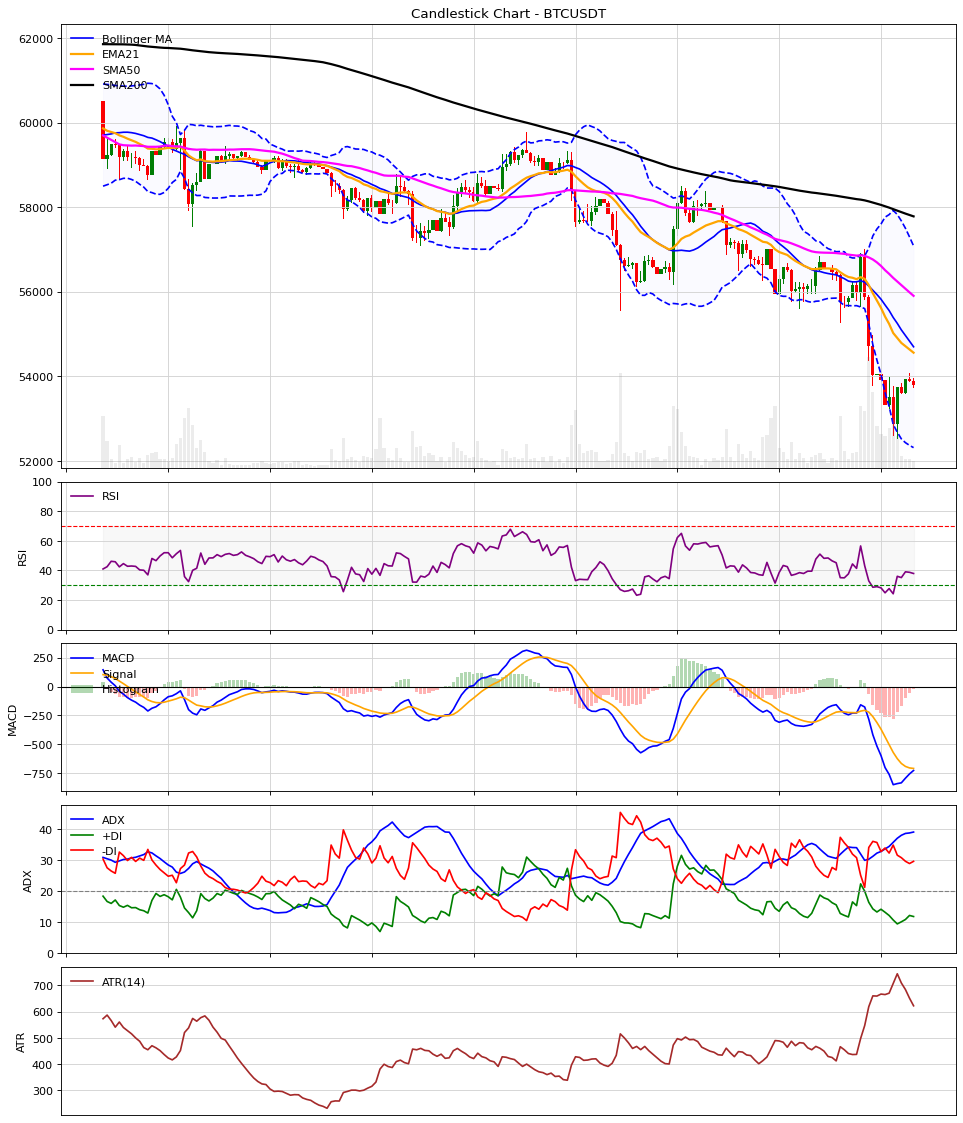 Candlestick Chart - BTCUSDT
62000
60000
58000
56000
54000
52000
Bollinger MA
EMA21
SMA50
SMA200
100
80
60
40
20
0
RSI
RSI
250
0
−250
−500
−750
MACD
MACD
Signal
Histogram
40
30
20
10
0
ADX
ADX
+DI
-DI
700
600
500
400
300
ATR
ATR(14)